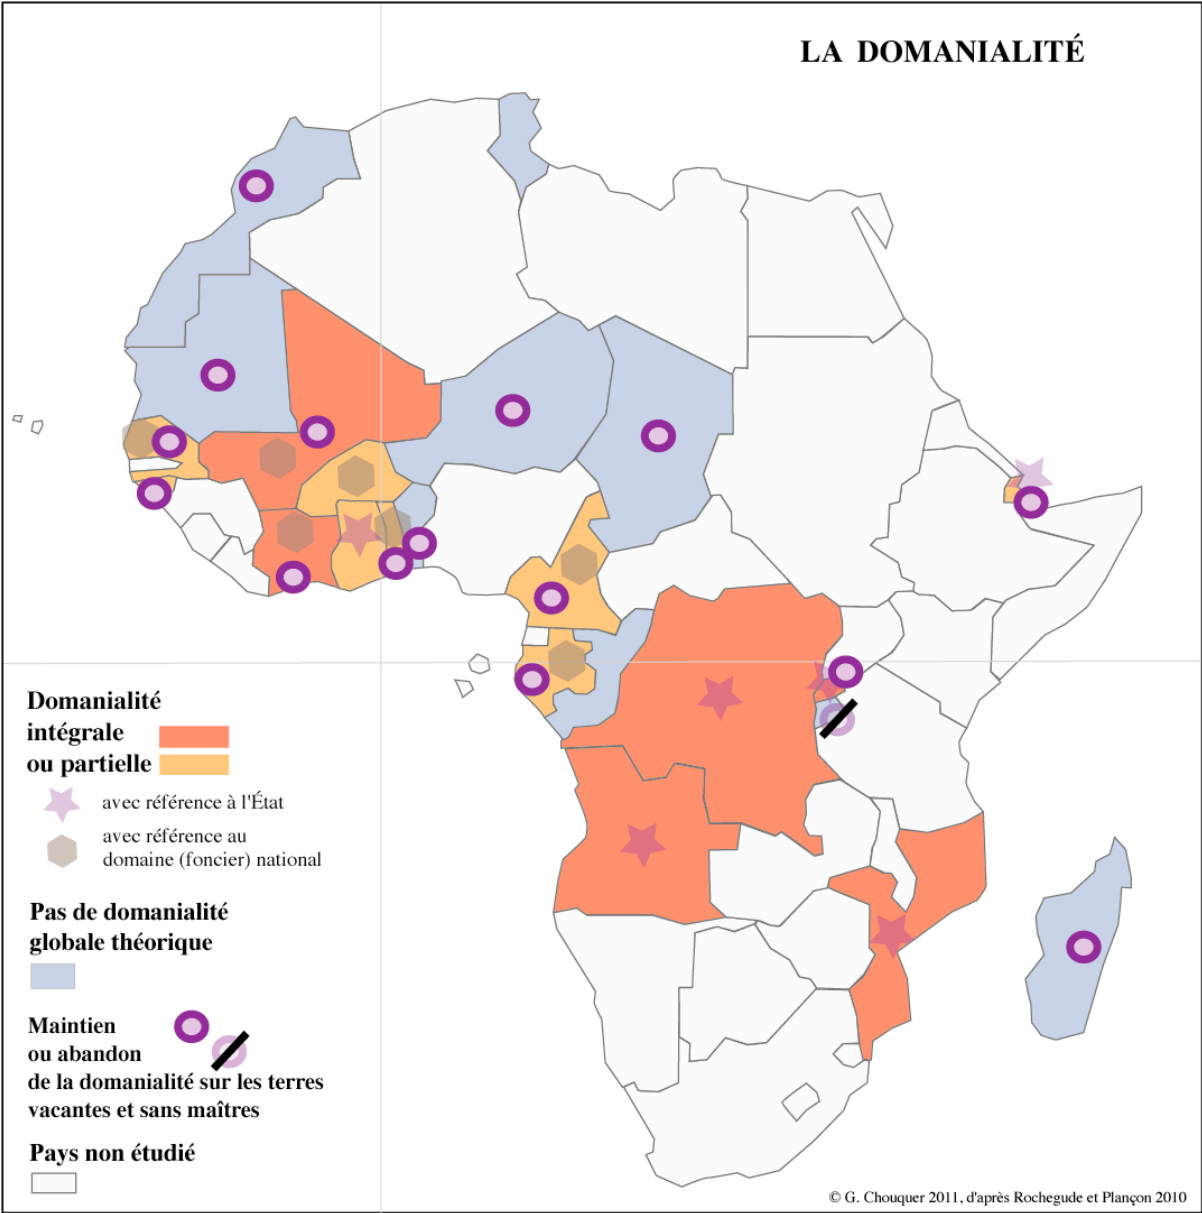 LA DOMANIALITÉ
Domanialité
intégrale
ou partielle
avec référence à l'État
avec référence au
domaine (foncier) national
Pas de domanialité
globale théorique
Maintien
ou abandon
de la domanialité sur les terres
vacantes et sans maîtres
Pays non étudié
© G. Chouquer 2011, d'après Rochegude et Plançon 2010